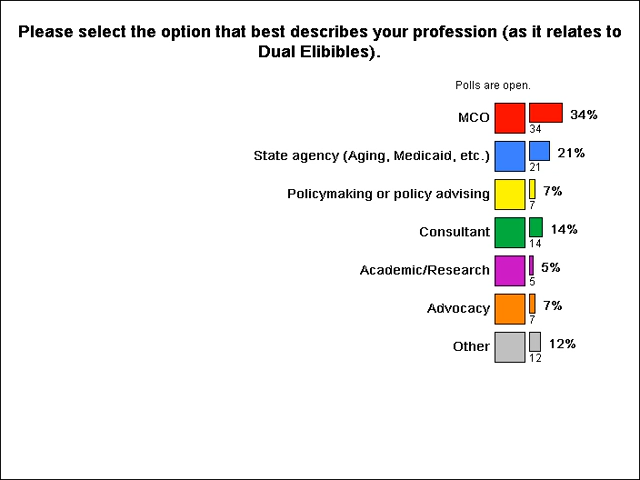 Please select the option that best describes your profession (as it relates to
Dual Elibibles).
Polls are open.
MCO 34%
34
State agency (Aging, Medicaid, etc.) 21%
21
Policymaking or policy advising 7%
7
Consultant 14%
14
Academic/Research 5%
5
Advocacy 7%
7
Other 12%
12